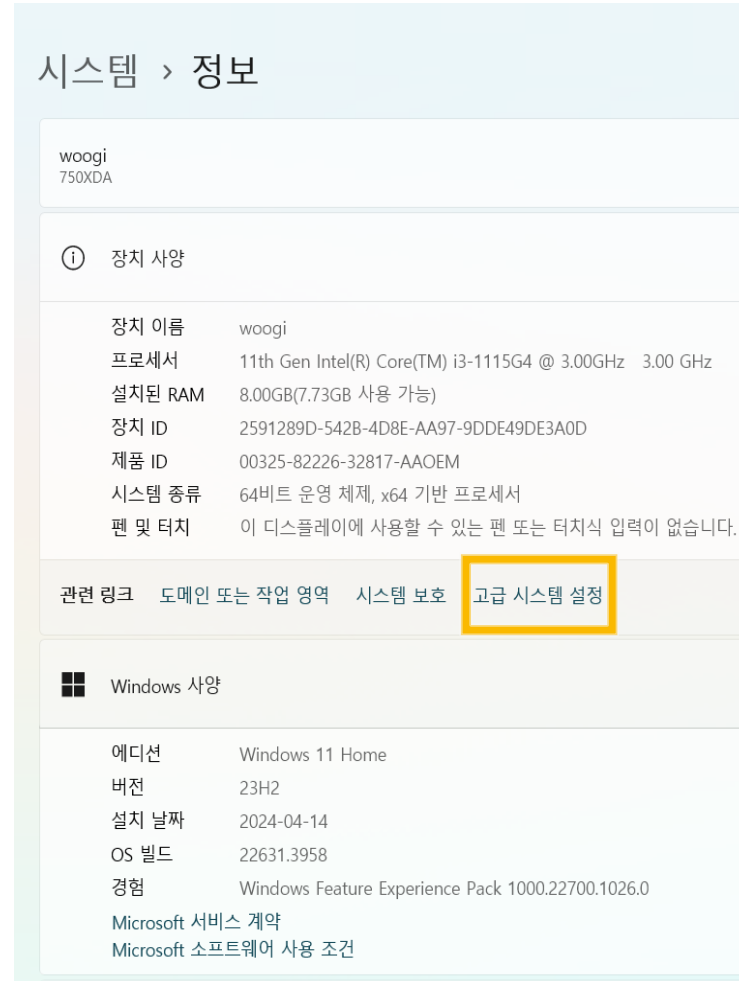 시스템 > 정보
woogi
750XDA
장치 사양
장치 이름 woogi
프로세서 11th Gen Intel(R) Core(TM) i3-1115G4 @ 3.00GHz 3.00 GHz
설치된 RAM 8.00GB(7.73GB 사용 가능)
장치 ID 2591289D-542B-4D8E-AA97-9DDE49DE3A0D
제품 ID 00325-82226-32817-AAOEM
시스템 종류 64비트 운영 체제, x64 기반 프로세서
펜 및 터치 이 디스플레이에 사용할 수 있는 펜 또는 터치식 입력이 없습니다.
관련 링크 도메인 또는 작업 영역 시스템 보호 고급 시스템 설정
Windows 사양
에디션 Windows 11 Home
버전 23H2
설치 날짜 2024-04-14
OS 빌드 22631.3958
경험 Windows Feature Experience Pack 1000.22700.1026.0
Microsoft 서비스 계약
Microsoft 소프트웨어 사용 조건